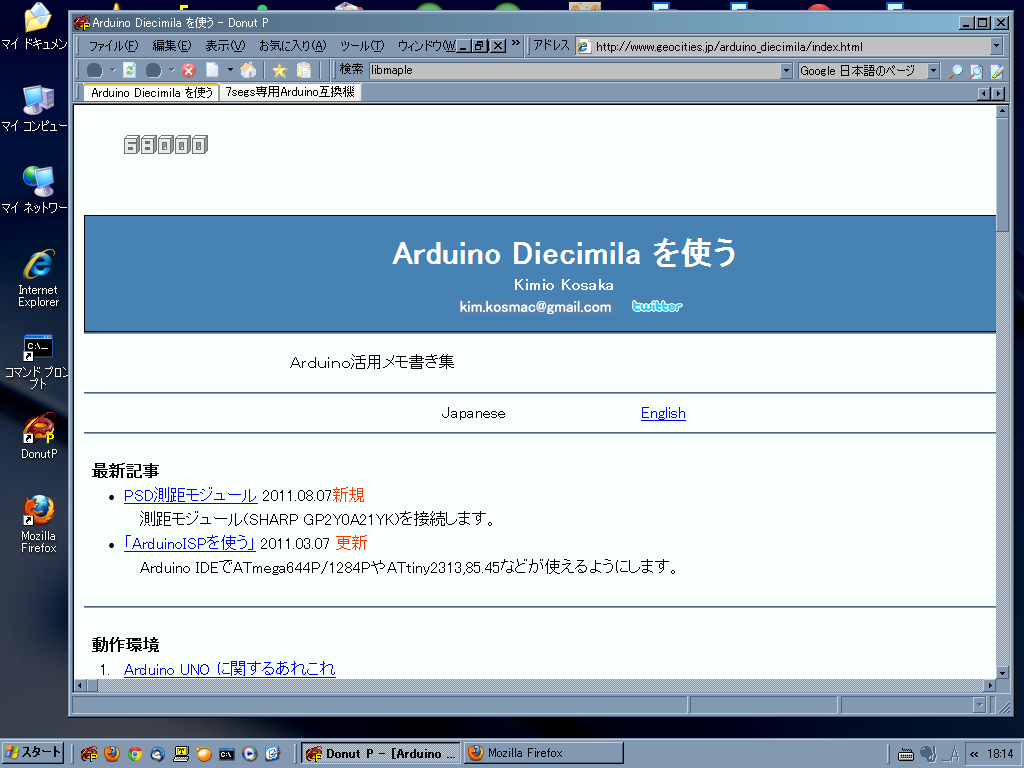 Arduino Diecimila を使う - Donut P
ファイル(F) 編集(E) 表示(V) お気に入り(A) ツール(T) ウィンドウ(W » アドレス http://www.geocities.jp/arduino_diecimila/index.html
検索 libmaple Google 日本語のページ
Arduino Diecimila を使う 7segs専用Arduino互換機
68000
Arduino Diecimila を使う
Kimio Kosaka
kim.kosmac@gmail.com twitter
Arduino活用メモ書き集
Japanese English
最新記事
• PSD測距モジュール 2011.08.07新規
測距モジュール(SHARP GP2Y0A21YK)を接続します。
• 「ArduinoISPを使う」 2011.03.07 更新
Arduino IDEでATmega644P/1284PやATtiny2313,85.45などが使えるようにします。
動作環境
1. Arduino UNO に関するあれこれ
マイ ドキュメン
マイ コンピュー
マイ ネットワー
Internet
Explorer
コマンド プロン
プト
DonutP
Mozilla
Firefox
スタート Donut P - [Arduino ... Mozilla Firefox « 18:14